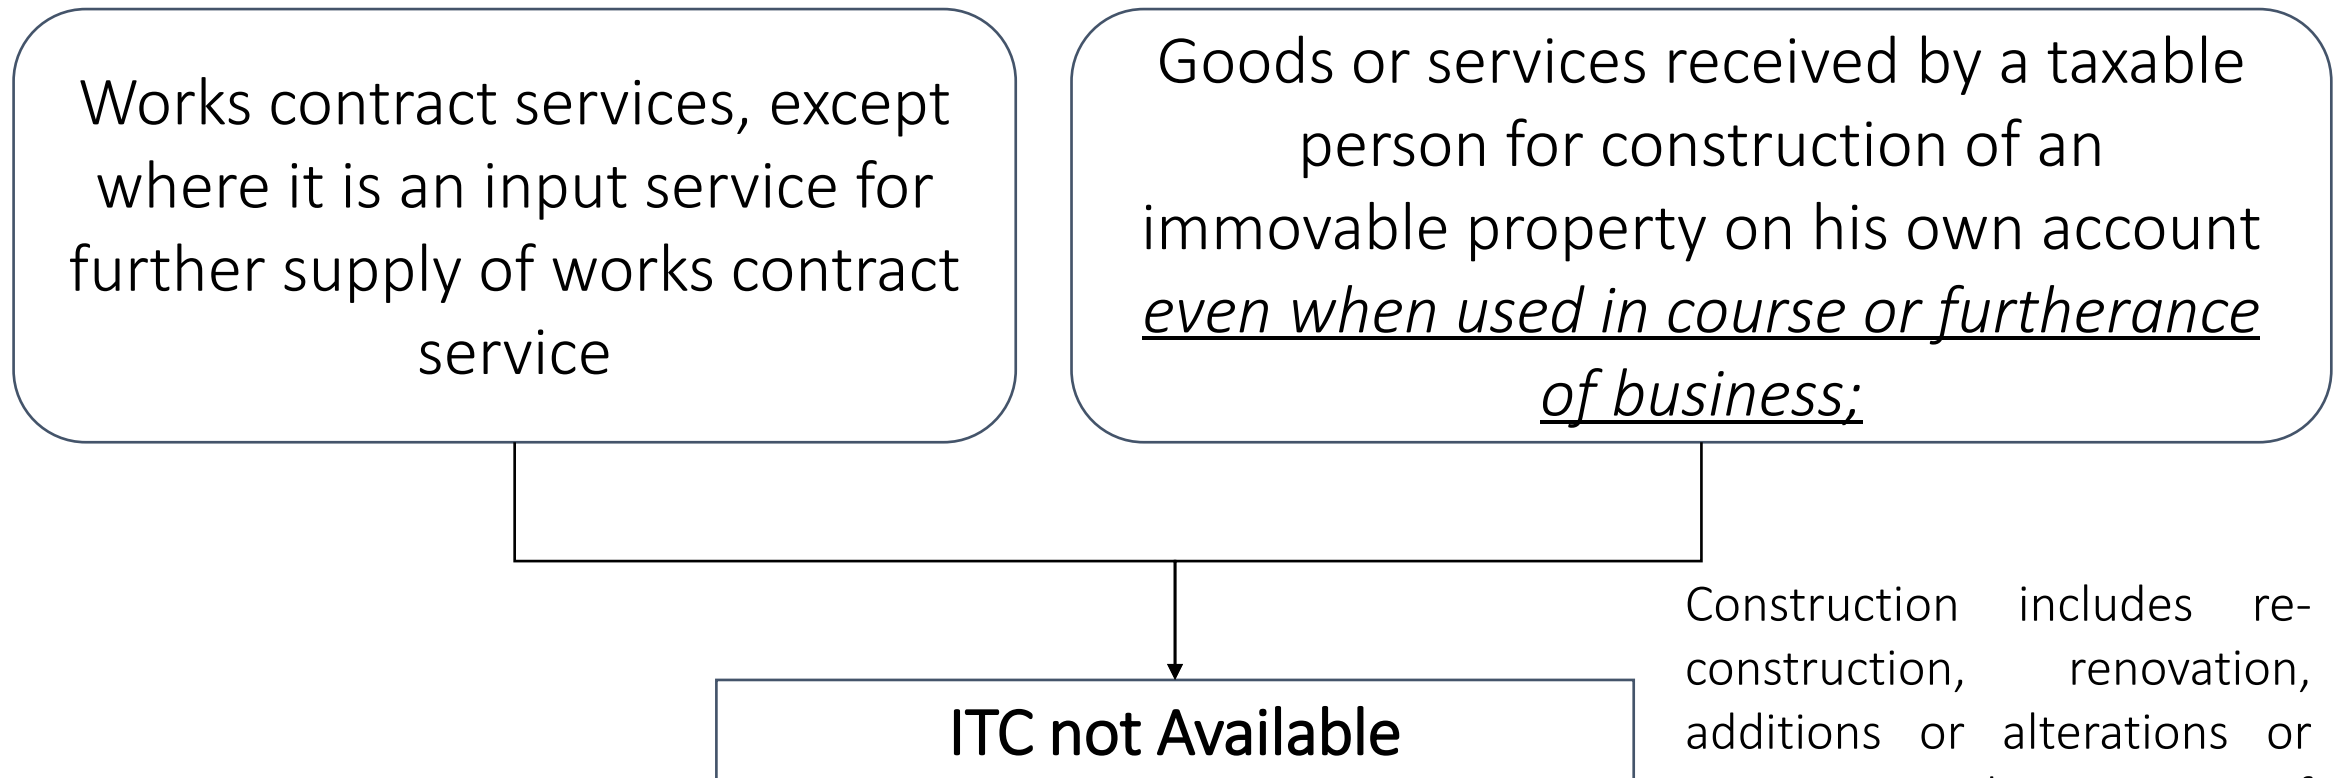 Works contract services, except
where it is an input service for
further supply of works contract
service
Goods or services received by a taxable
person for construction of an
immovable property on his own account
even when used in course or furtherance
of business;
ITC not Available
Construction includes re-
construction, renovation,
additions or alterations or